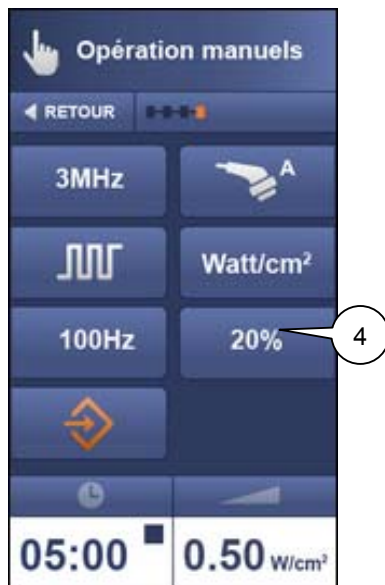 Opération manuels
RETOUR
3MHz
A
Watt/cm²
100Hz
20%
4
05:00
0.50 W/cm²